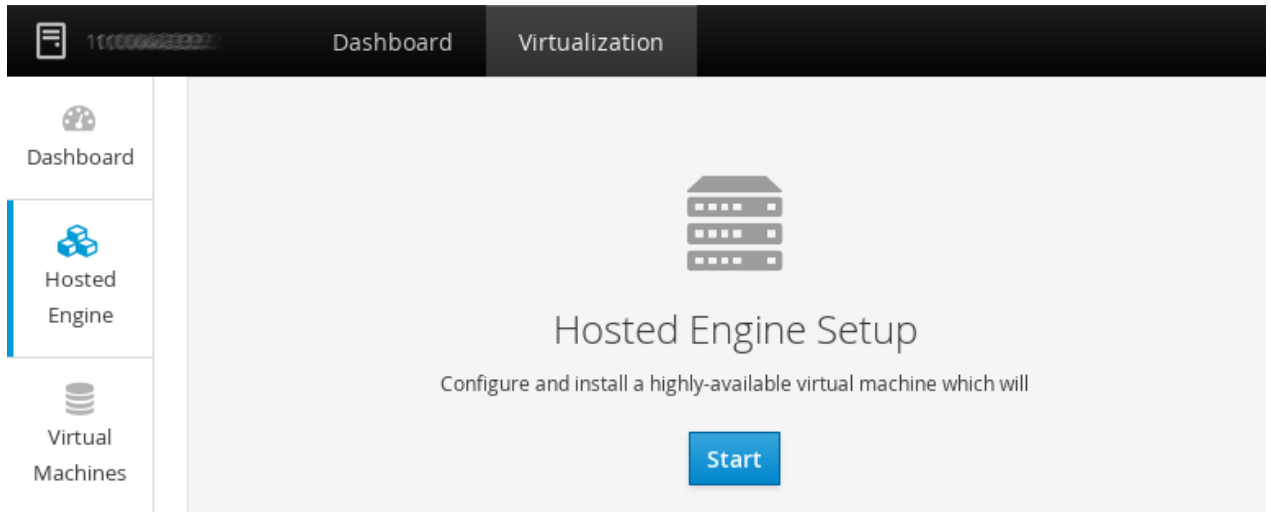 Dashboard
Virtualization
Dashboard
Hosted
Engine
Virtual
Machines
Hosted Engine Setup
Configure and install a highly-available virtual machine which will
Start